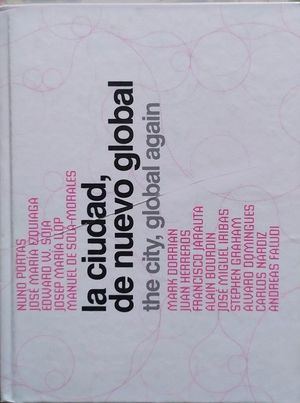 NUNO PORTAS
JOSÉ MARÍA EZQUIAGA
EDWARD W. SOJA
JOSEP MARIA LLOP
MANUEL DE SOLÀ-MORALES
la ciudad,
de nuevo global
the city, global again
MARK DORRIAN
JUAN HERREROS
FRANCISCO JARAUTA
ALAIN BOURDIN
JOSÉ MIGUEL IRIBAS
STEPHEN GRAHAM
ALVARO DOMINGUES
CARLOS NÁRDIZ
ANDREAS FALUDI